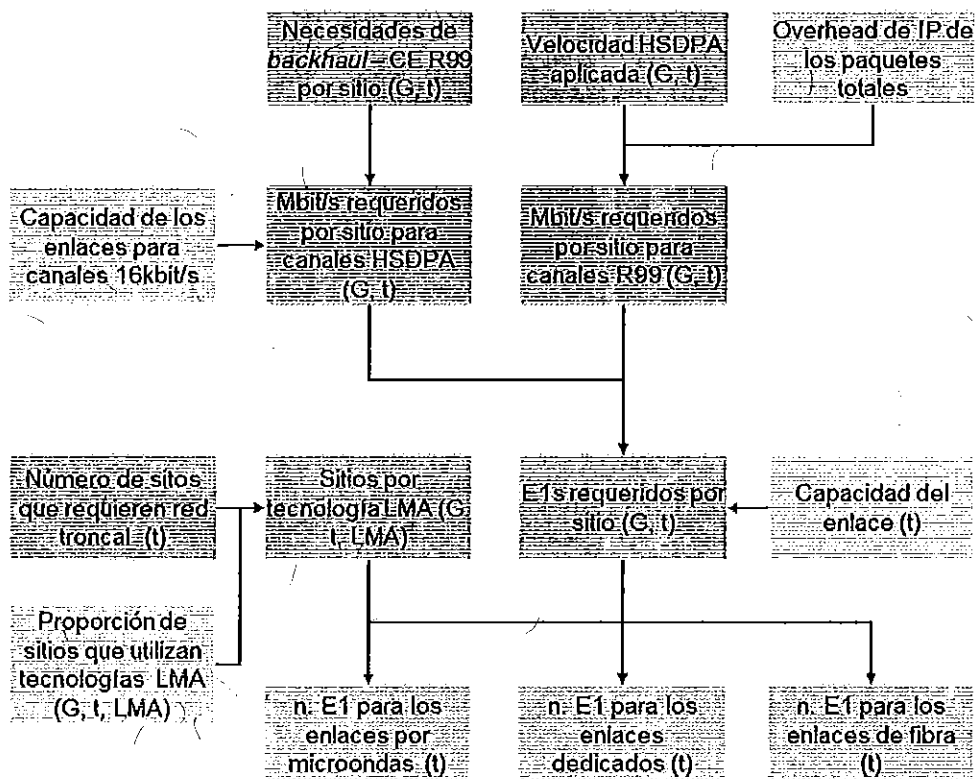 Necesidades de
backhaul – CE R99
por sitio (G, t)
Velocidad HSDPA
aplicada (G, t)
Overhead de IP de
los paquetes
totales
Capacidad de los
enlaces para
canales 16kbit/s
Mbit/s requeridos
por sitio para
canales HSDPA
(G, t)
Mbit/s requeridos
por sitio para
canales R99 (G, t)
Número de sitos
que requieren red
troncal (t)
Sitios por
tecnología LMA (G,
t, LMA)
E1s requeridos por
sitio (G, t)
Capacidad del
enlace (t)
Proporción de
sitios que utilizan
tecnologías LMA
(G, t, LMA)
n. E1 para los
enlaces por
microondas (t)
n. E1 para los
enlaces
dedicados (t)
n. E1 para los
enlaces de fibra (t)